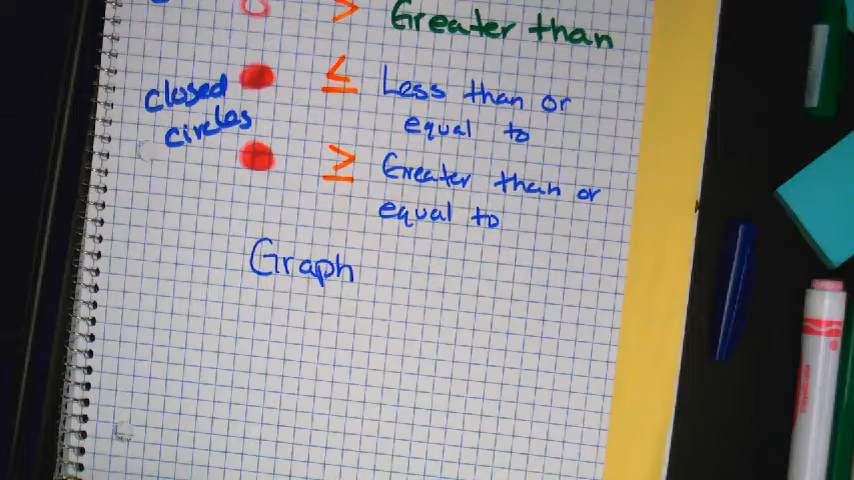 > Greater than
closed circles
≤ Less than or
equal to
≥ Greater than or
equal to
Graph